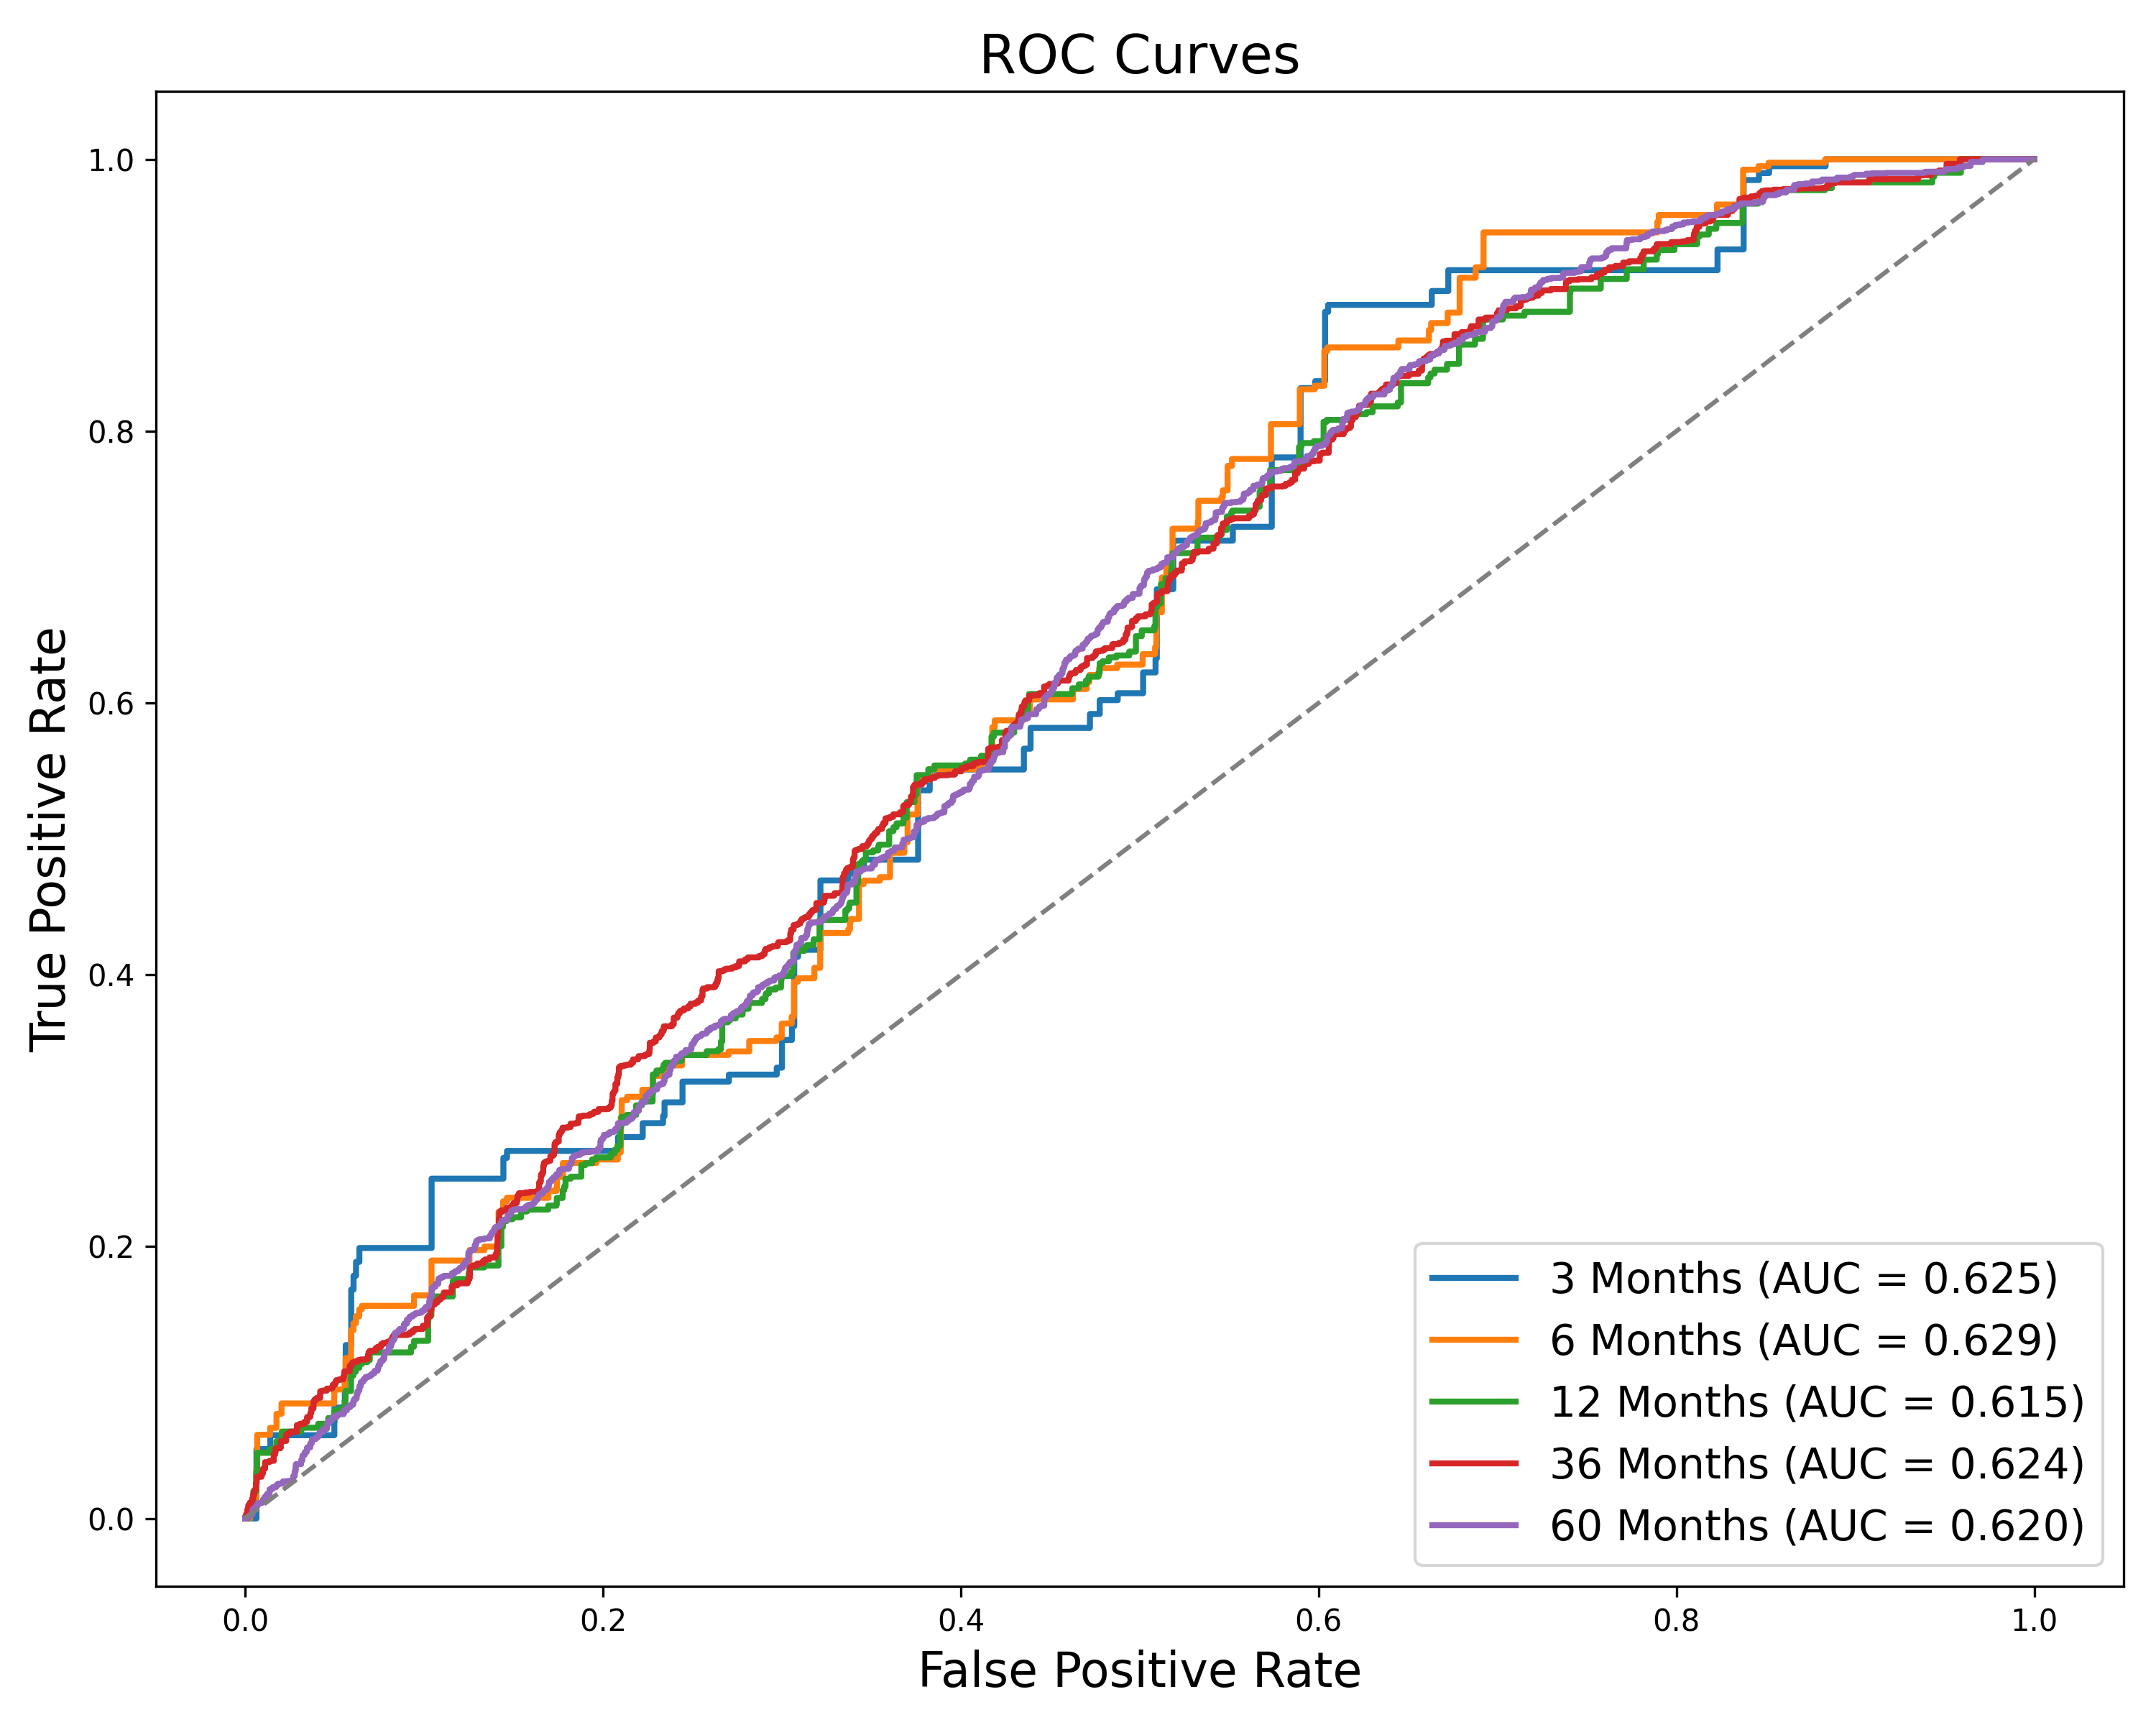 ROC Curves
True Positive Rate
1.0
0.8
0.6
0.4
0.2
0.0
3 Months (AUC = 0.625)
6 Months (AUC = 0.629)
12 Months (AUC = 0.615)
36 Months (AUC = 0.624)
60 Months (AUC = 0.620)
0.0 0.2 0.4 0.6 0.8 1.0
False Positive Rate